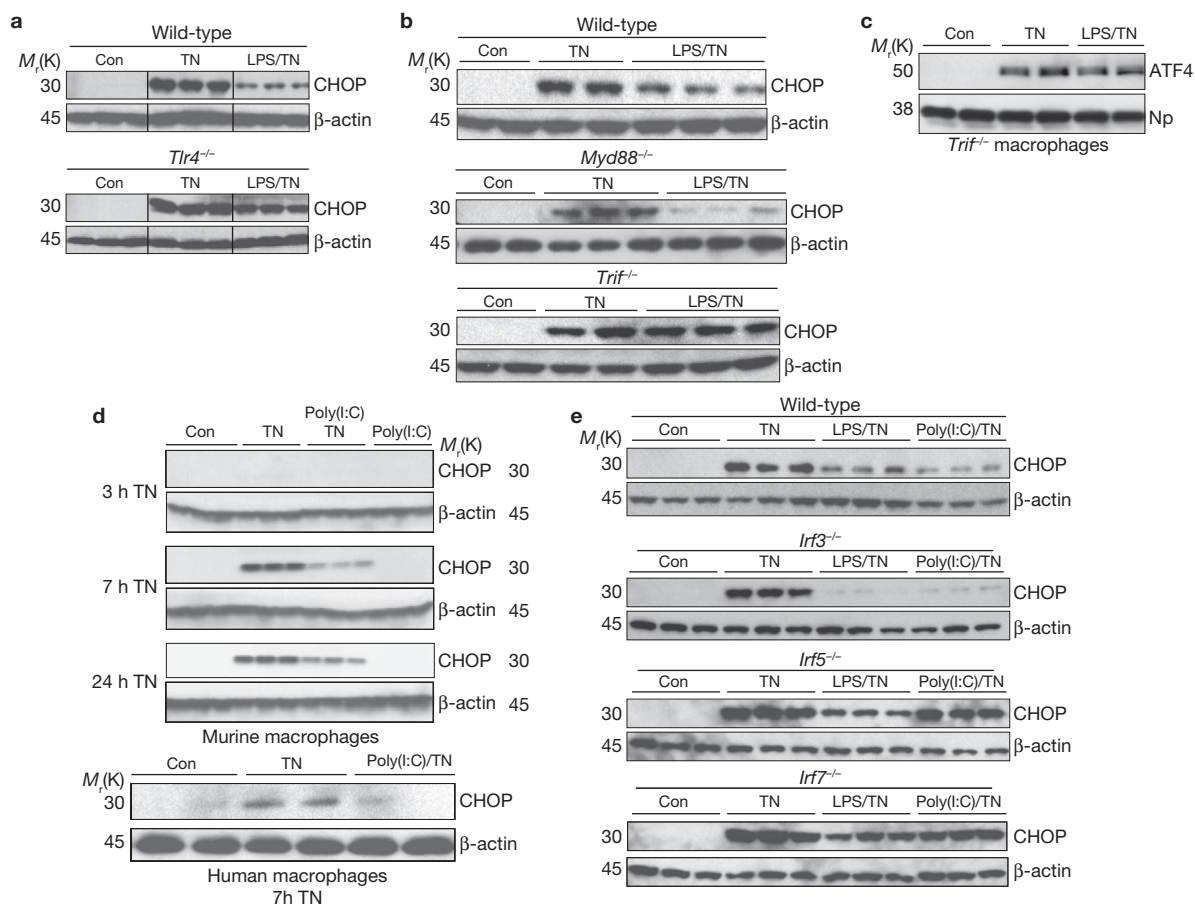 a
Wild-type
Mr(K) Con TN LPS/TN
30 CHOP
45 β-actin
Tlr4–/–
Con TN LPS/TN
30 CHOP
45 β-actin
b
Wild-type
Mr(K) Con TN LPS/TN
30 CHOP
45 β-actin
Myd88–/–
Con TN LPS/TN
30 CHOP
45 β-actin
Trif–/–
Con TN LPS/TN
30 CHOP
45 β-actin
c
Mr(K) Con TN LPS/TN
50 ATF4
38 Np
Trif–/– macrophages
d
Con TN Poly(I:C) TN Poly(I:C) Mr(K)
3 h TN CHOP 30
β-actin 45
7 h TN CHOP 30
β-actin 45
24 h TN CHOP 30
β-actin 45
Murine macrophages
Mr(K) Con TN Poly(I:C)/TN
30 CHOP
45 β-actin
Human macrophages
7h TN
e
Wild-type
Mr(K) Con TN LPS/TN Poly(I:C)/TN
30 CHOP
45 β-actin
Irf3–/–
Con TN LPS/TN Poly(I:C)/TN
30 CHOP
45 β-actin
Irf5–/–
Con TN LPS/TN Poly(I:C)/TN
30 CHOP
45 β-actin
Irf7–/–
Con TN LPS/TN Poly(I:C)/TN
30 CHOP
45 β-actin